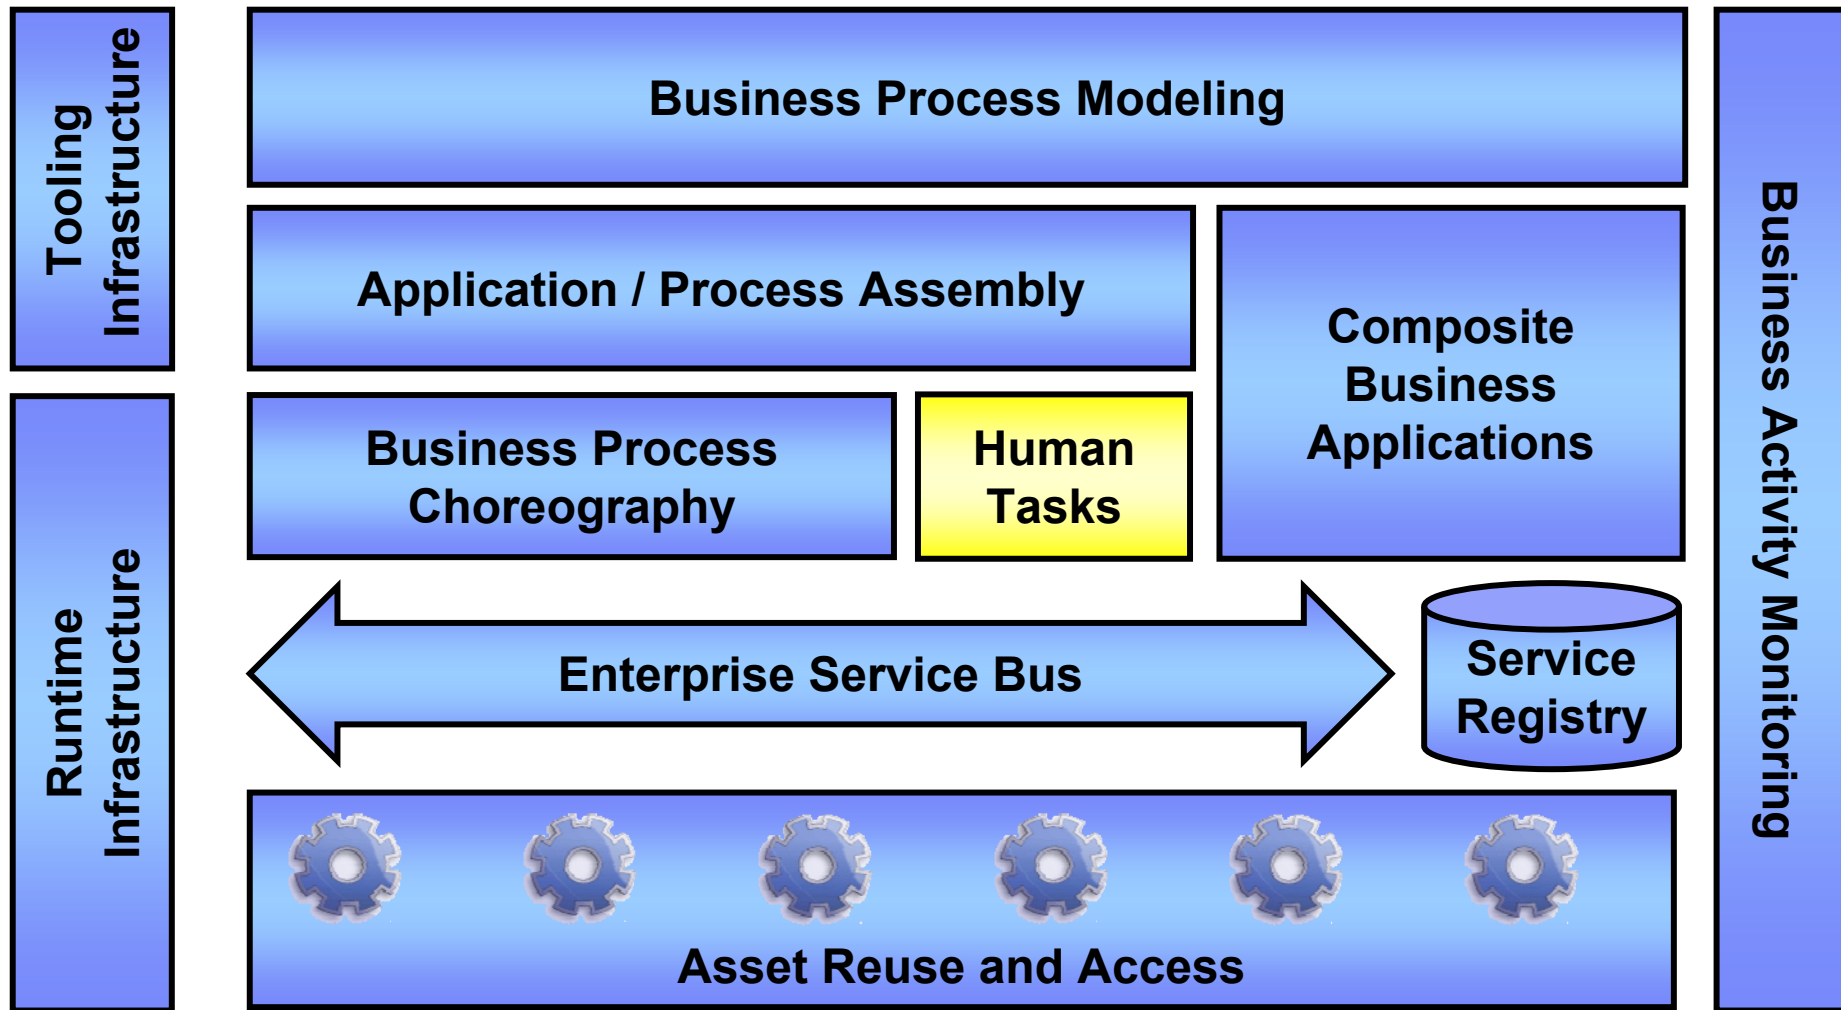 Tooling
Infrastructure
Business Process Modeling
Application / Process Assembly
Composite
Business
Applications
Runtime
Infrastructure
Business Process
Choreography
Human
Tasks
Enterprise Service Bus
Service
Registry
Asset Reuse and Access
Business Activity Monitoring